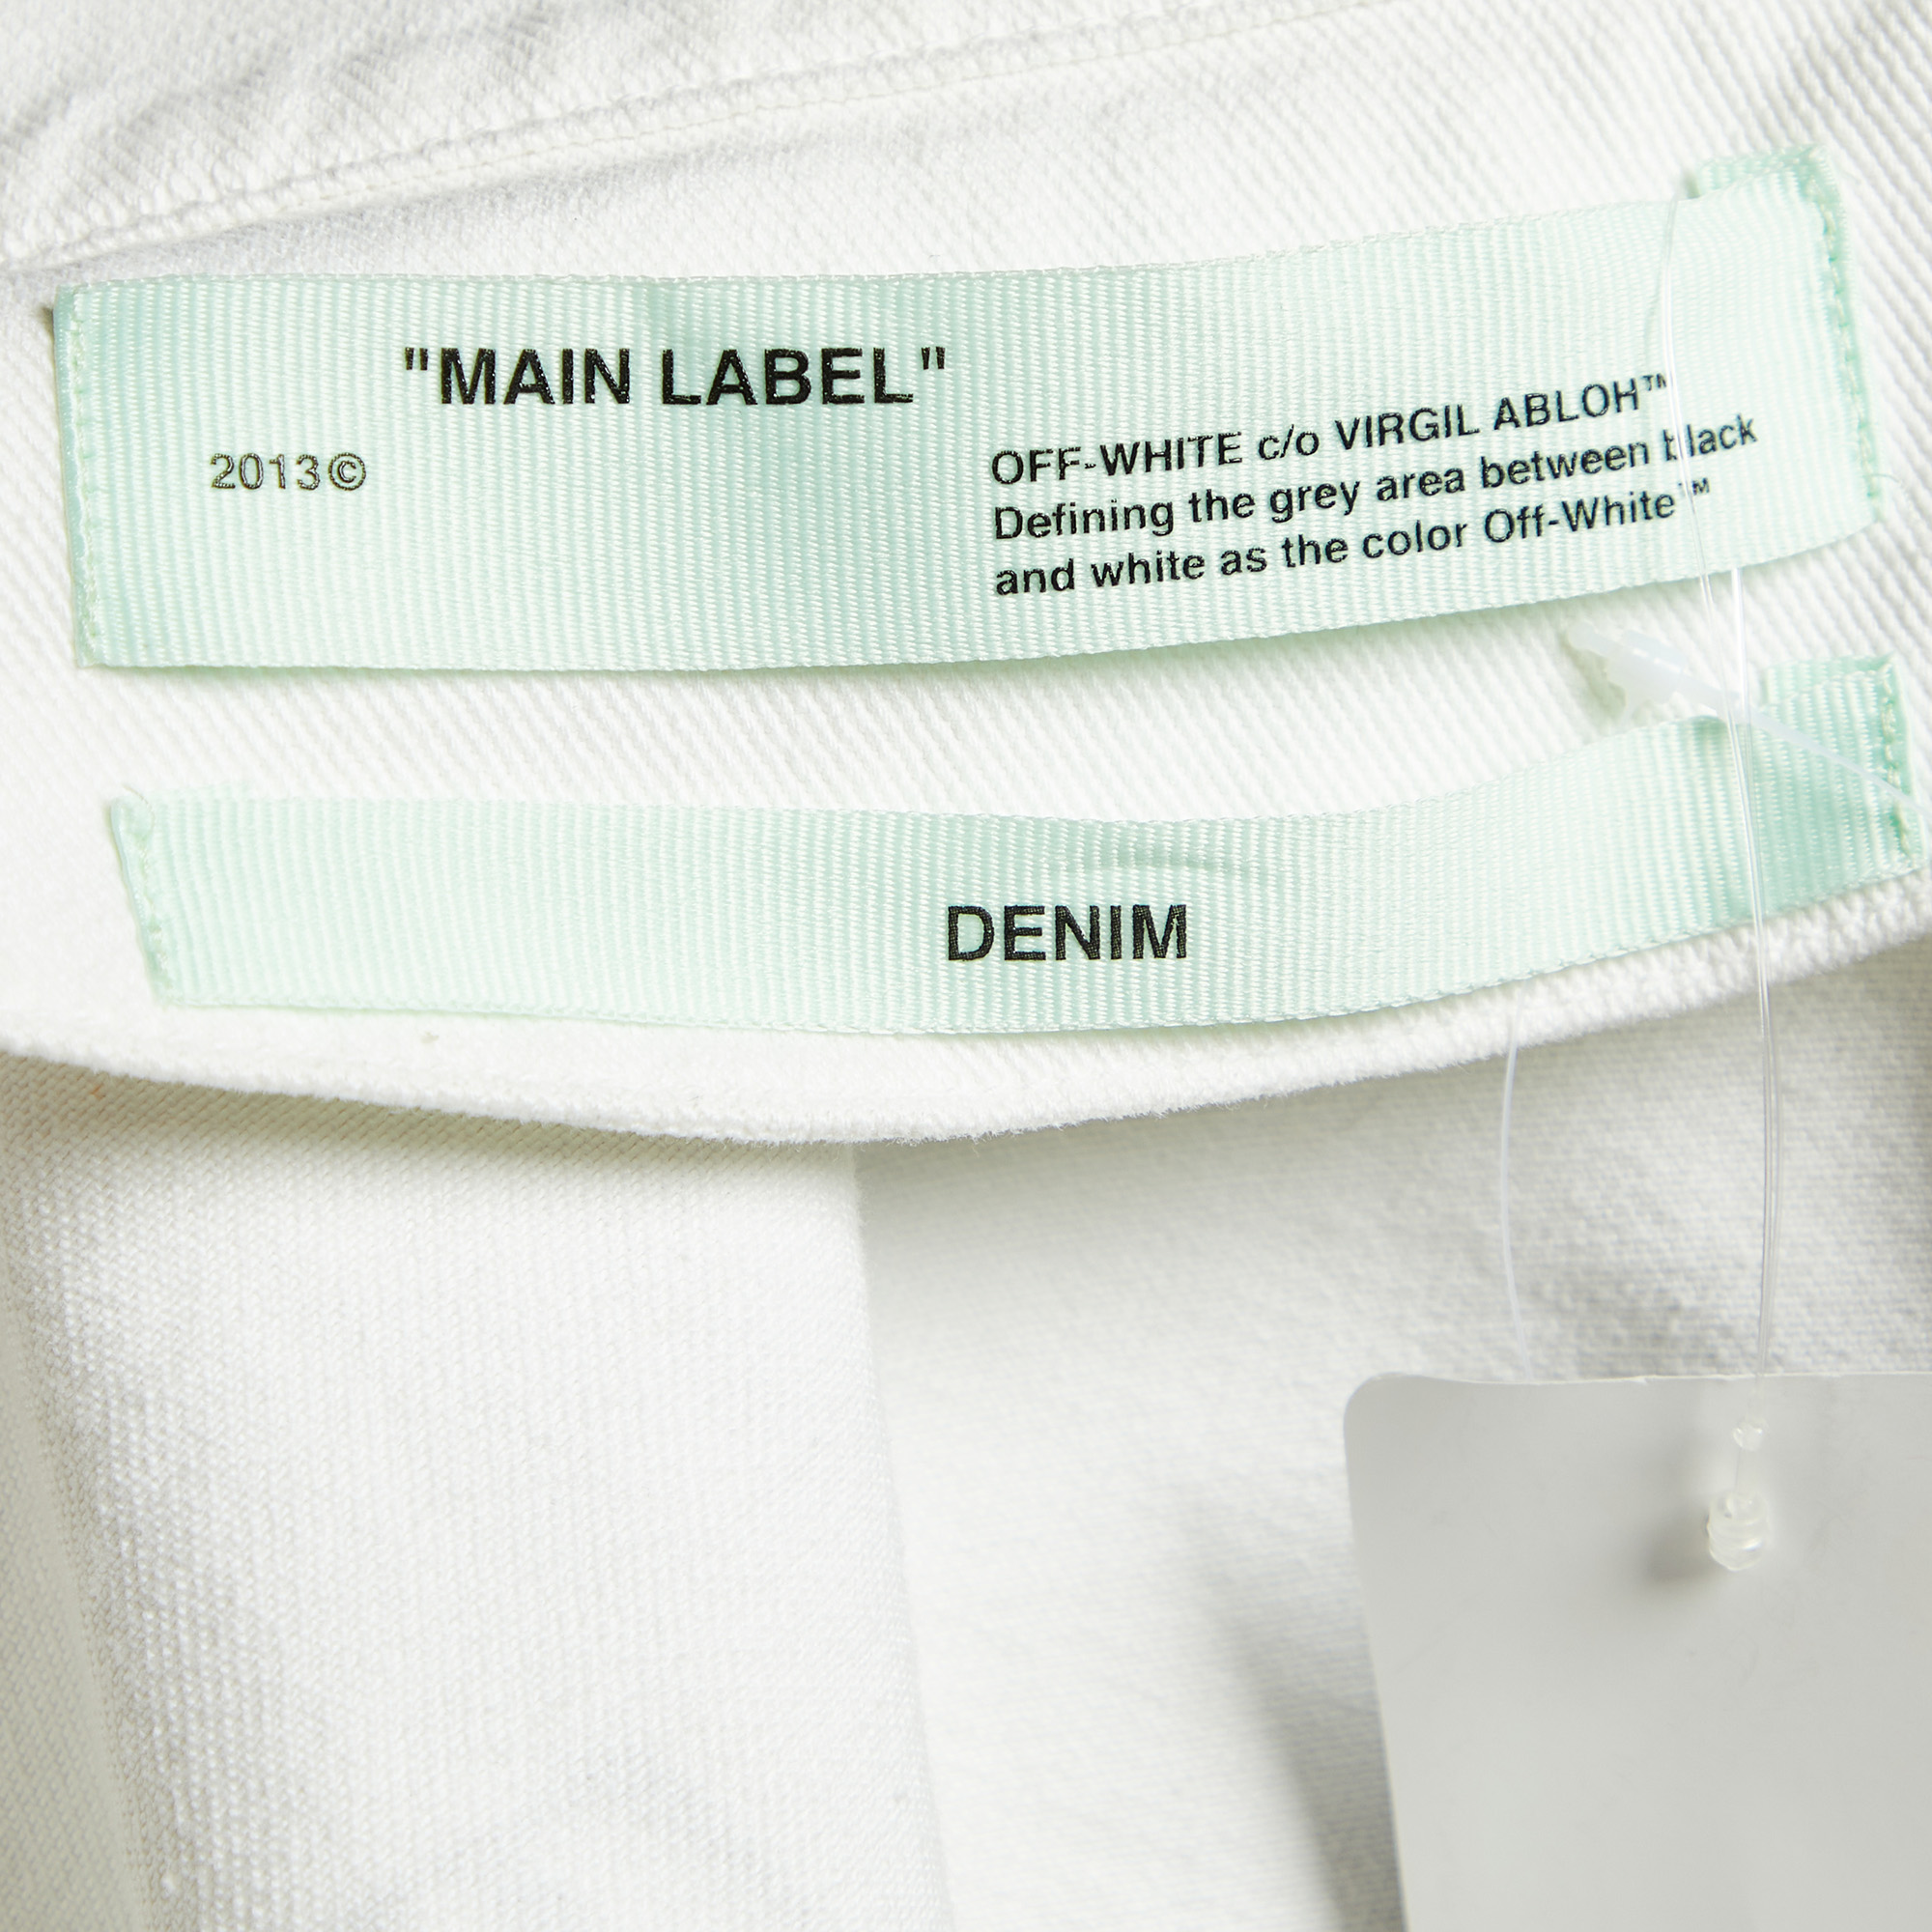 "MAIN LABEL"
2013©
OFF-WHITE c/o VIRGIL ABLOH™
Defining the grey area between black
and white as the color Off-White™
DENIM